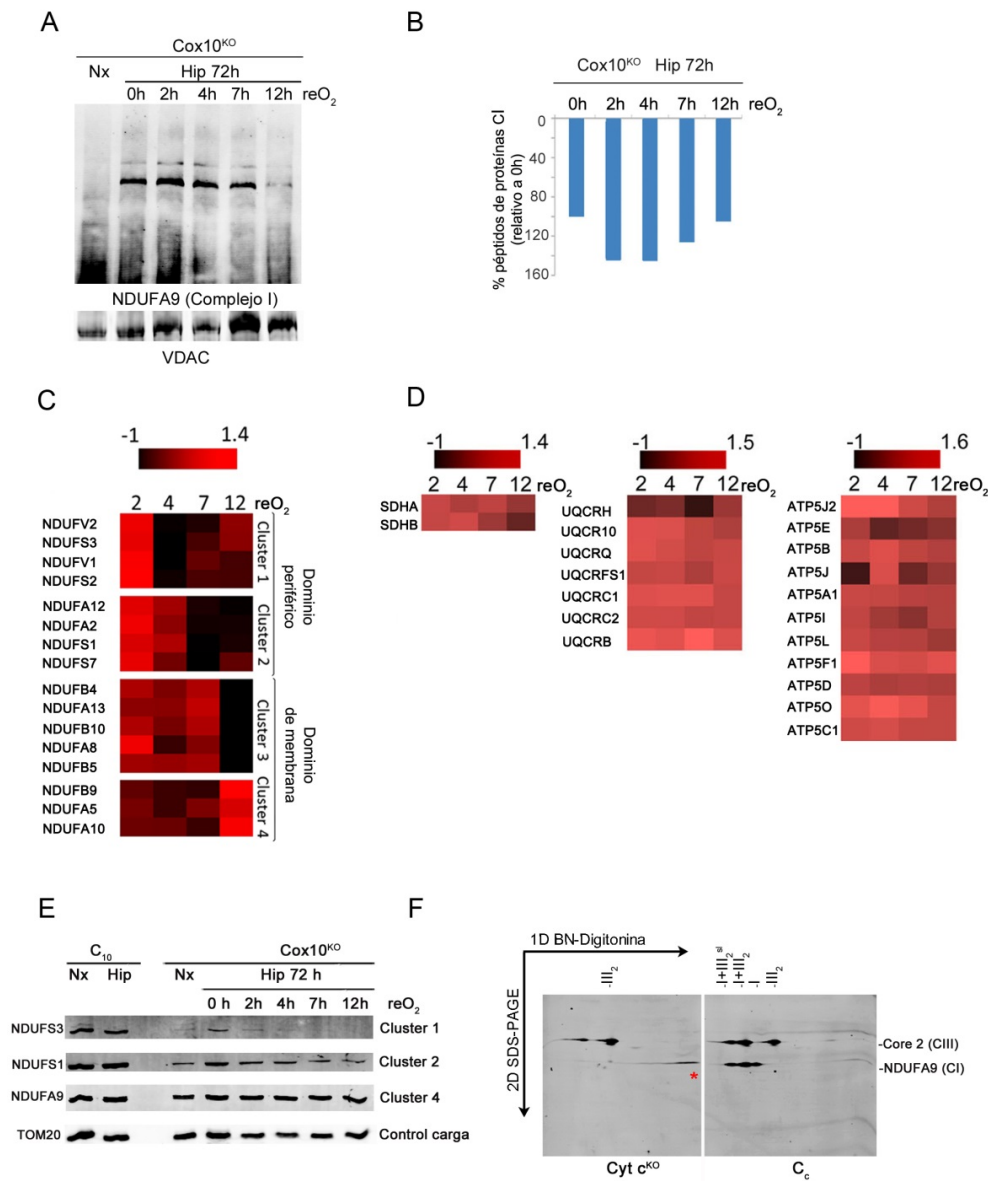 A
Cox10KO
Nx
Hip 72h
0h 2h 4h 7h 12h reO2
NDUFA9 (Complejo I)
VDAC
B
Cox10KO Hip 72h
0h 2h 4h 7h 12h reO2
% péptidos de proteínas CI
(relativo a 0h)
0
40
80
120
160
C
-1 1.4
2 4 7 12 reO2
NDUFV2
NDUFS3
NDUFV1
NDUFS2
Cluster 1
NDUFA12
NDUFA2
NDUFS1
NDUFS7
Cluster 2
Dominio
periférico
NDUFB4
NDUFA13
NDUFB10
NDUFA8
NDUFB5
Cluster 3
NDUFB9
NDUFA5
NDUFA10
Cluster 4
Dominio
de membrana
D
-1 1.4
2 4 7 12 reO2
SDHA
SDHB
-1 1.5
2 4 7 12 reO2
UQCRH
UQCR10
UQCRQ
UQCRFS1
UQCRC1
UQCRC2
UQCRB
-1 1.6
2 4 7 12 reO2
ATP5J2
ATP5E
ATP5B
ATP5J
ATP5A1
ATP5I
ATP5L
ATP5F1
ATP5D
ATP5O
ATP5C1
E
C10
Nx Hip
Cox10KO
Nx
Hip 72 h
0 h 2h 4h 7h 12h reO2
NDUFS3 Cluster 1
NDUFS1 Cluster 2
NDUFA9 Cluster 4
TOM20 Control carga
F
1D BN-Digitonina
2D SDS-PAGE
-III2
-I+III2sl
-I+III2
-I
-III2
-Core 2 (CIII)
-NDUFA9 (CI)
*
Cyt cKO
Cc